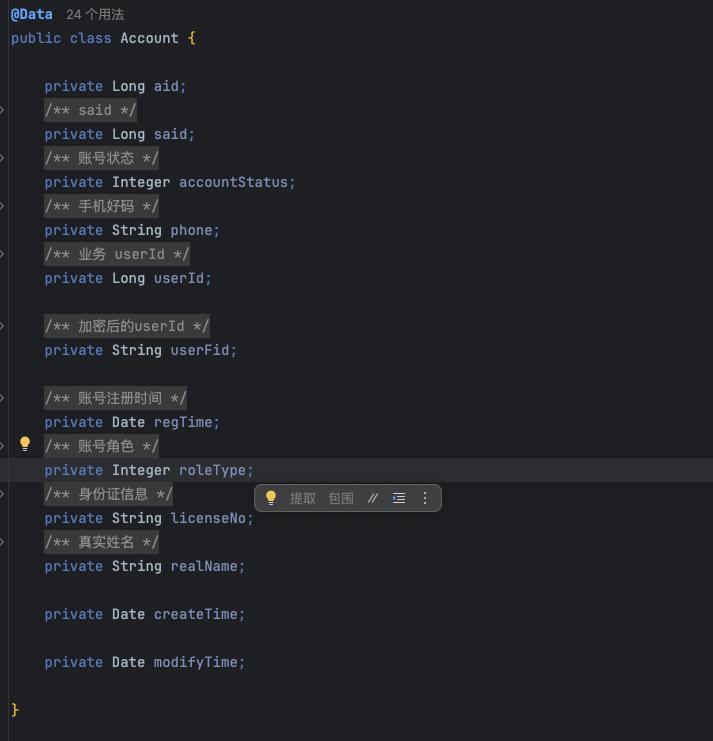 @Data 24 个用法
public class Account {
private Long aid;
/** said */
private Long said;
/** 账号状态 */
private Integer accountStatus;
/** 手机好码 */
private String phone;
/** 业务 userId */
private Long userId;
/** 加密后的userId */
private String userFid;
/** 账号注册时间 */
private Date regTime;
/** 账号角色 */
private Integer roleType;
/** 身份证信息 */
提取 包围 //
private String licenseNo;
/** 真实姓名 */
private String realName;
private Date createTime;
private Date modifyTime;
}